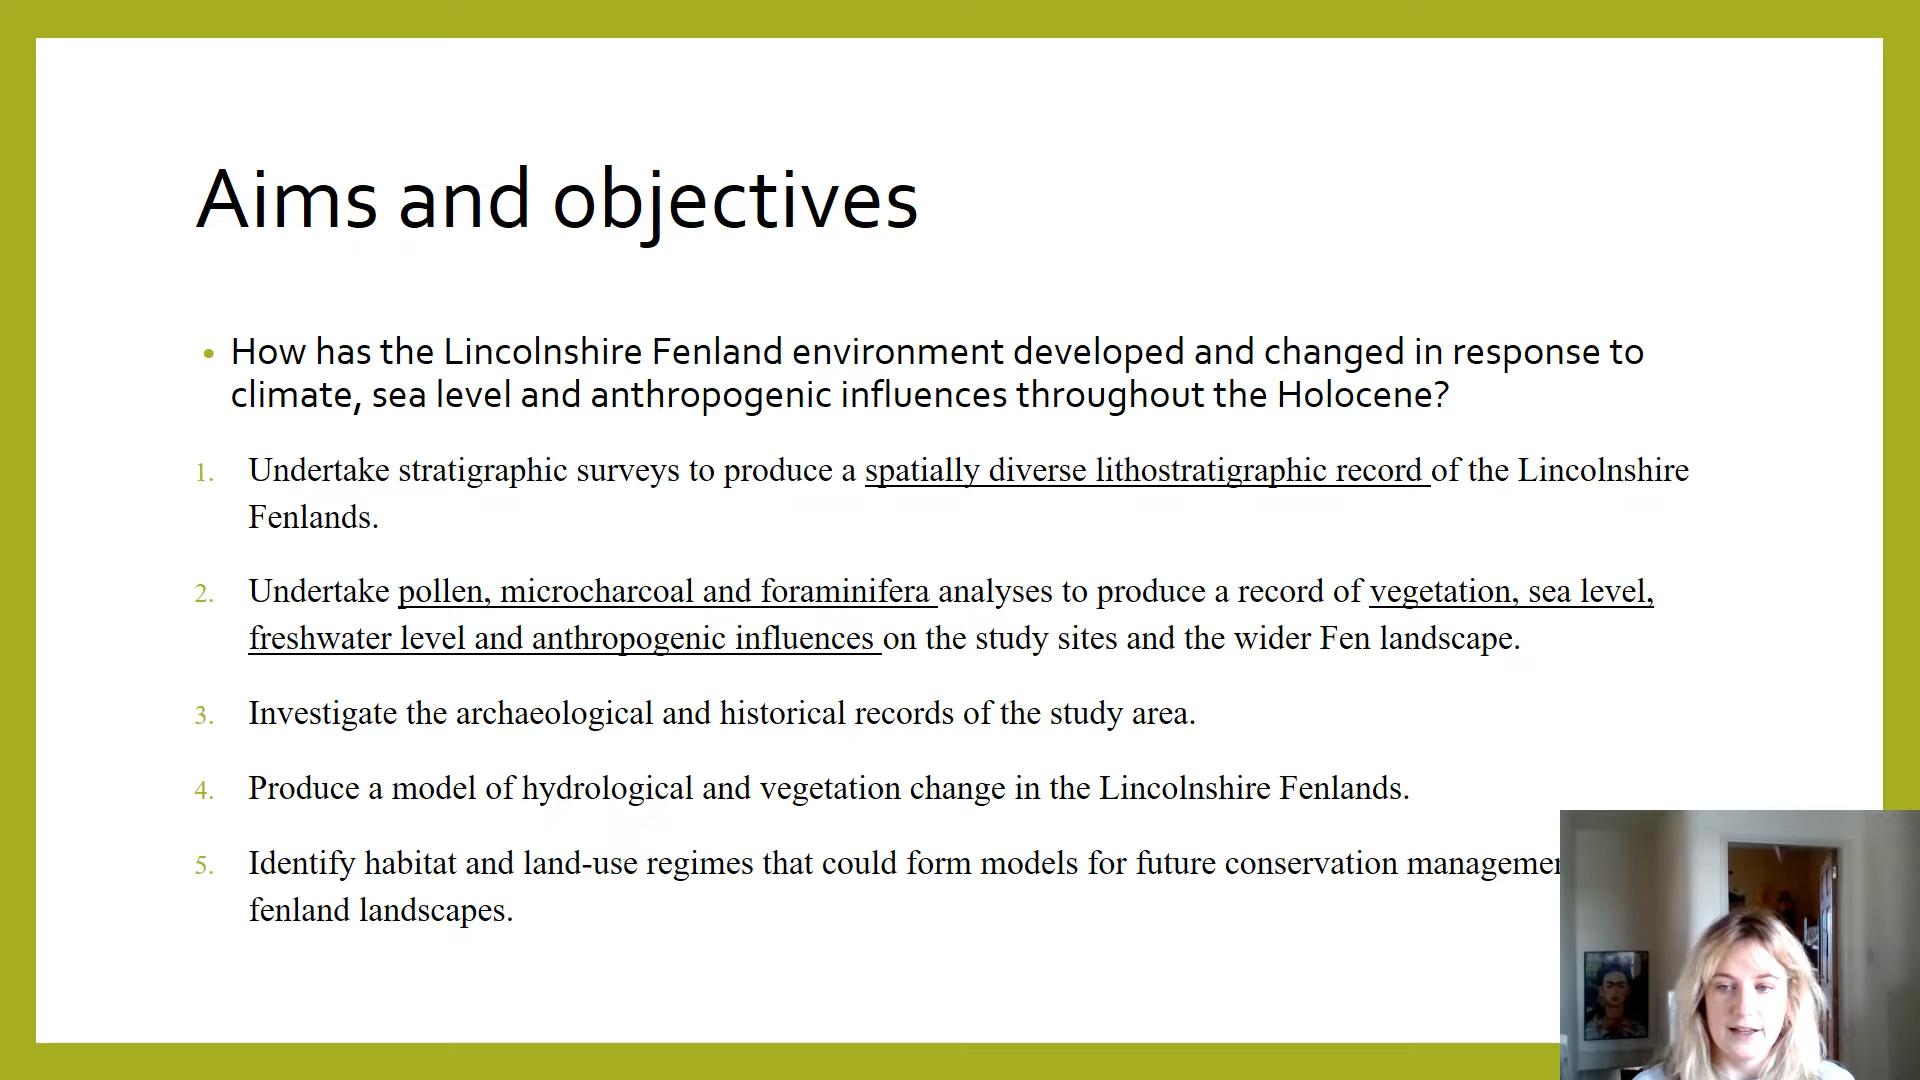 Aims and objectives
• How has the Lincolnshire Fenland environment developed and changed in response to
climate, sea level and anthropogenic influences throughout the Holocene?
1. Undertake stratigraphic surveys to produce a spatially diverse lithostratigraphic record of the Lincolnshire
Fenlands.
2. Undertake pollen, microcharcoal and foraminifera analyses to produce a record of vegetation, sea level,
freshwater level and anthropogenic influences on the study sites and the wider Fen landscape.
3. Investigate the archaeological and historical records of the study area.
4. Produce a model of hydrological and vegetation change in the Lincolnshire Fenlands.
5. Identify habitat and land-use regimes that could form models for future conservation
fenland landscapes.